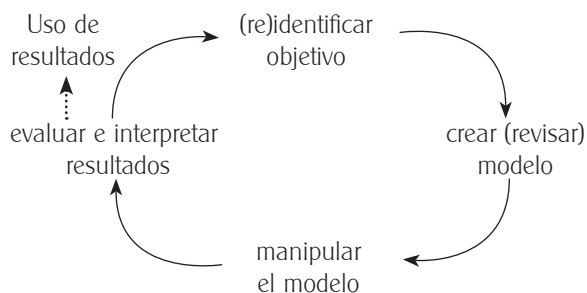 Uso de
resultados
(re)identificar
objetivo
evaluar e interpretar
resultados
crear (revisar)
modelo
manipular
el modelo